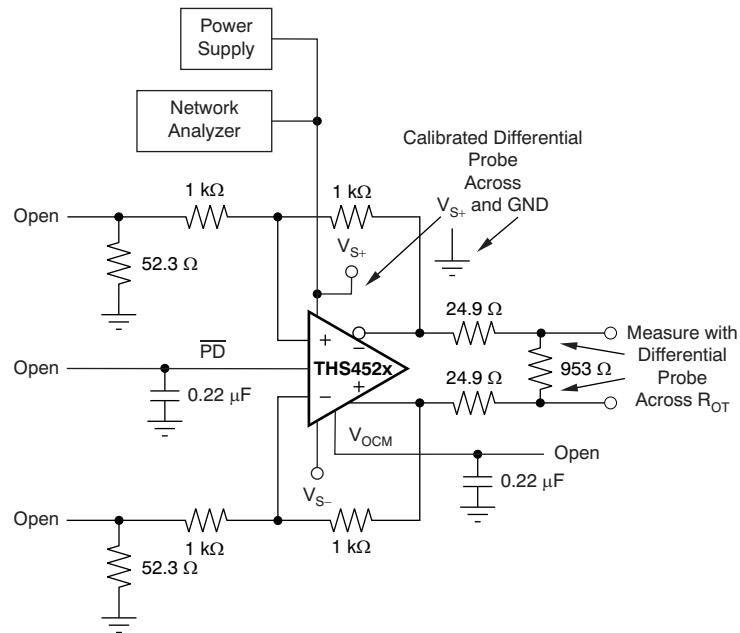 Power
Supply
Network
Analyzer
Calibrated Differential
Probe
Across
V_S+ and GND
1 kΩ
1 kΩ
Open
V_S+
52.3 Ω
24.9 Ω
PD
+
−
THS452x
−
+
Measure with
Differential
Probe
Across R_OT
953 Ω
Open
0.22 µF
24.9 Ω
V_OCM
Open
0.22 µF
V_S−
Open
1 kΩ
1 kΩ
52.3 Ω